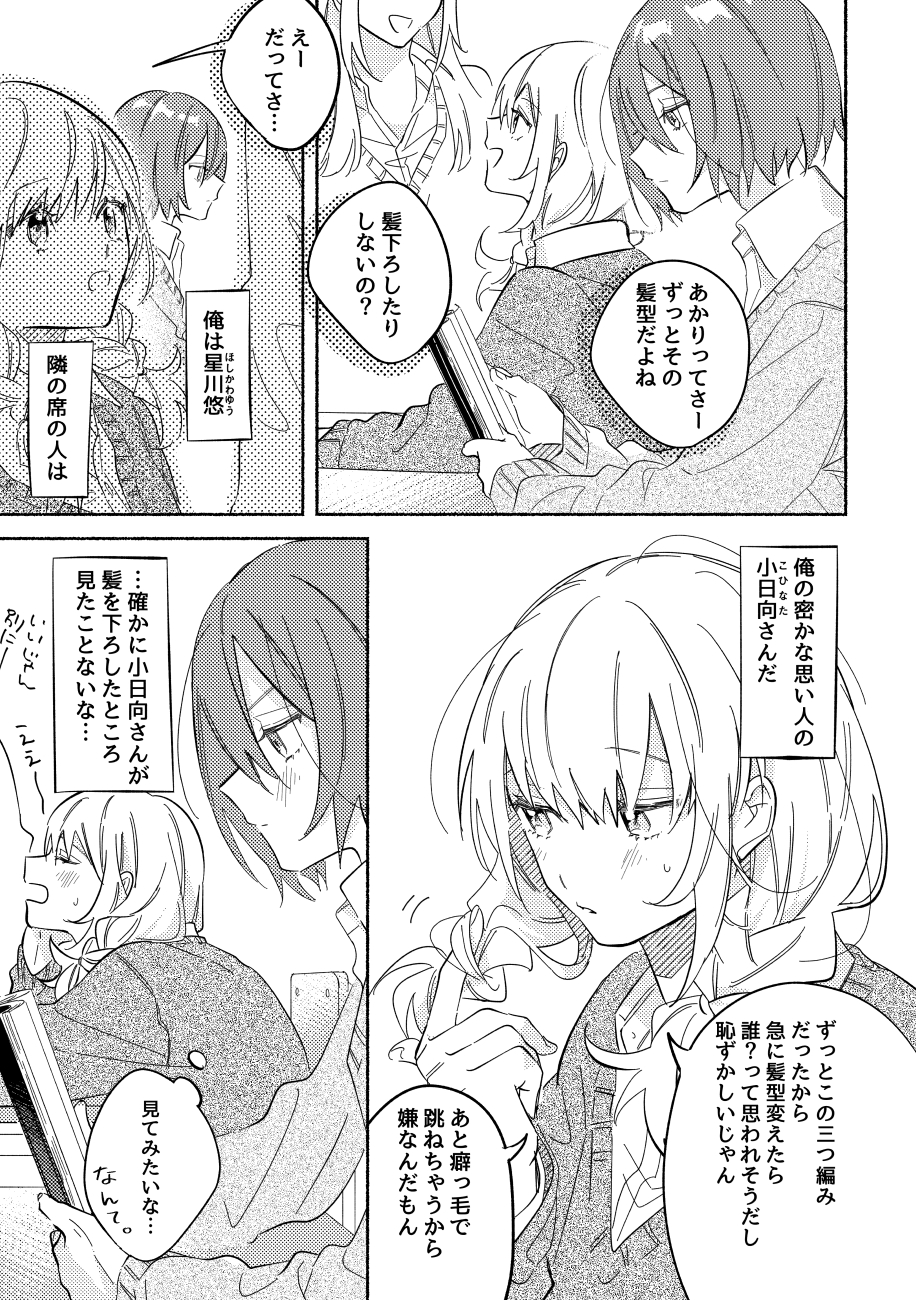 あかりってさー
ずっとその
髪型だよね
髪下ろしたり
しないの？
えー
だってさ…
俺は星川悠
ほしかわゆう
隣の席の人は
俺の密かな思い人の
小日向さんだ
こひなた
ずっとこの三つ編み
だったから
急に髪型変えたら
誰？って思われそうだし
恥ずかしいじゃん
あと癖っ毛で
跳ねちゃうから
嫌なんだもん
…確かに小日向さんが
髪を下ろしたところ
見たことないな…
いいじゃん
別に
見てみたいな…
なんて。